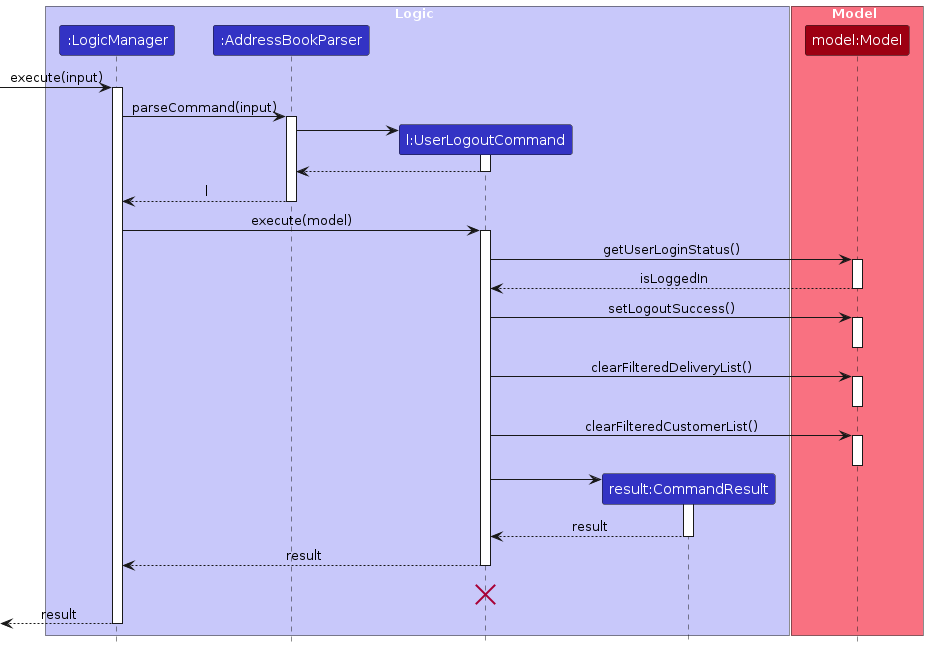 Logic
Model
:LogicManager
:AddressBookParser
model:Model
execute(input)
parseCommand(input)
l:UserLogoutCommand
l
execute(model)
getUserLoginStatus()
isLoggedIn
setLogoutSuccess()
clearFilteredDeliveryList()
clearFilteredCustomerList()
result:CommandResult
result
result
result